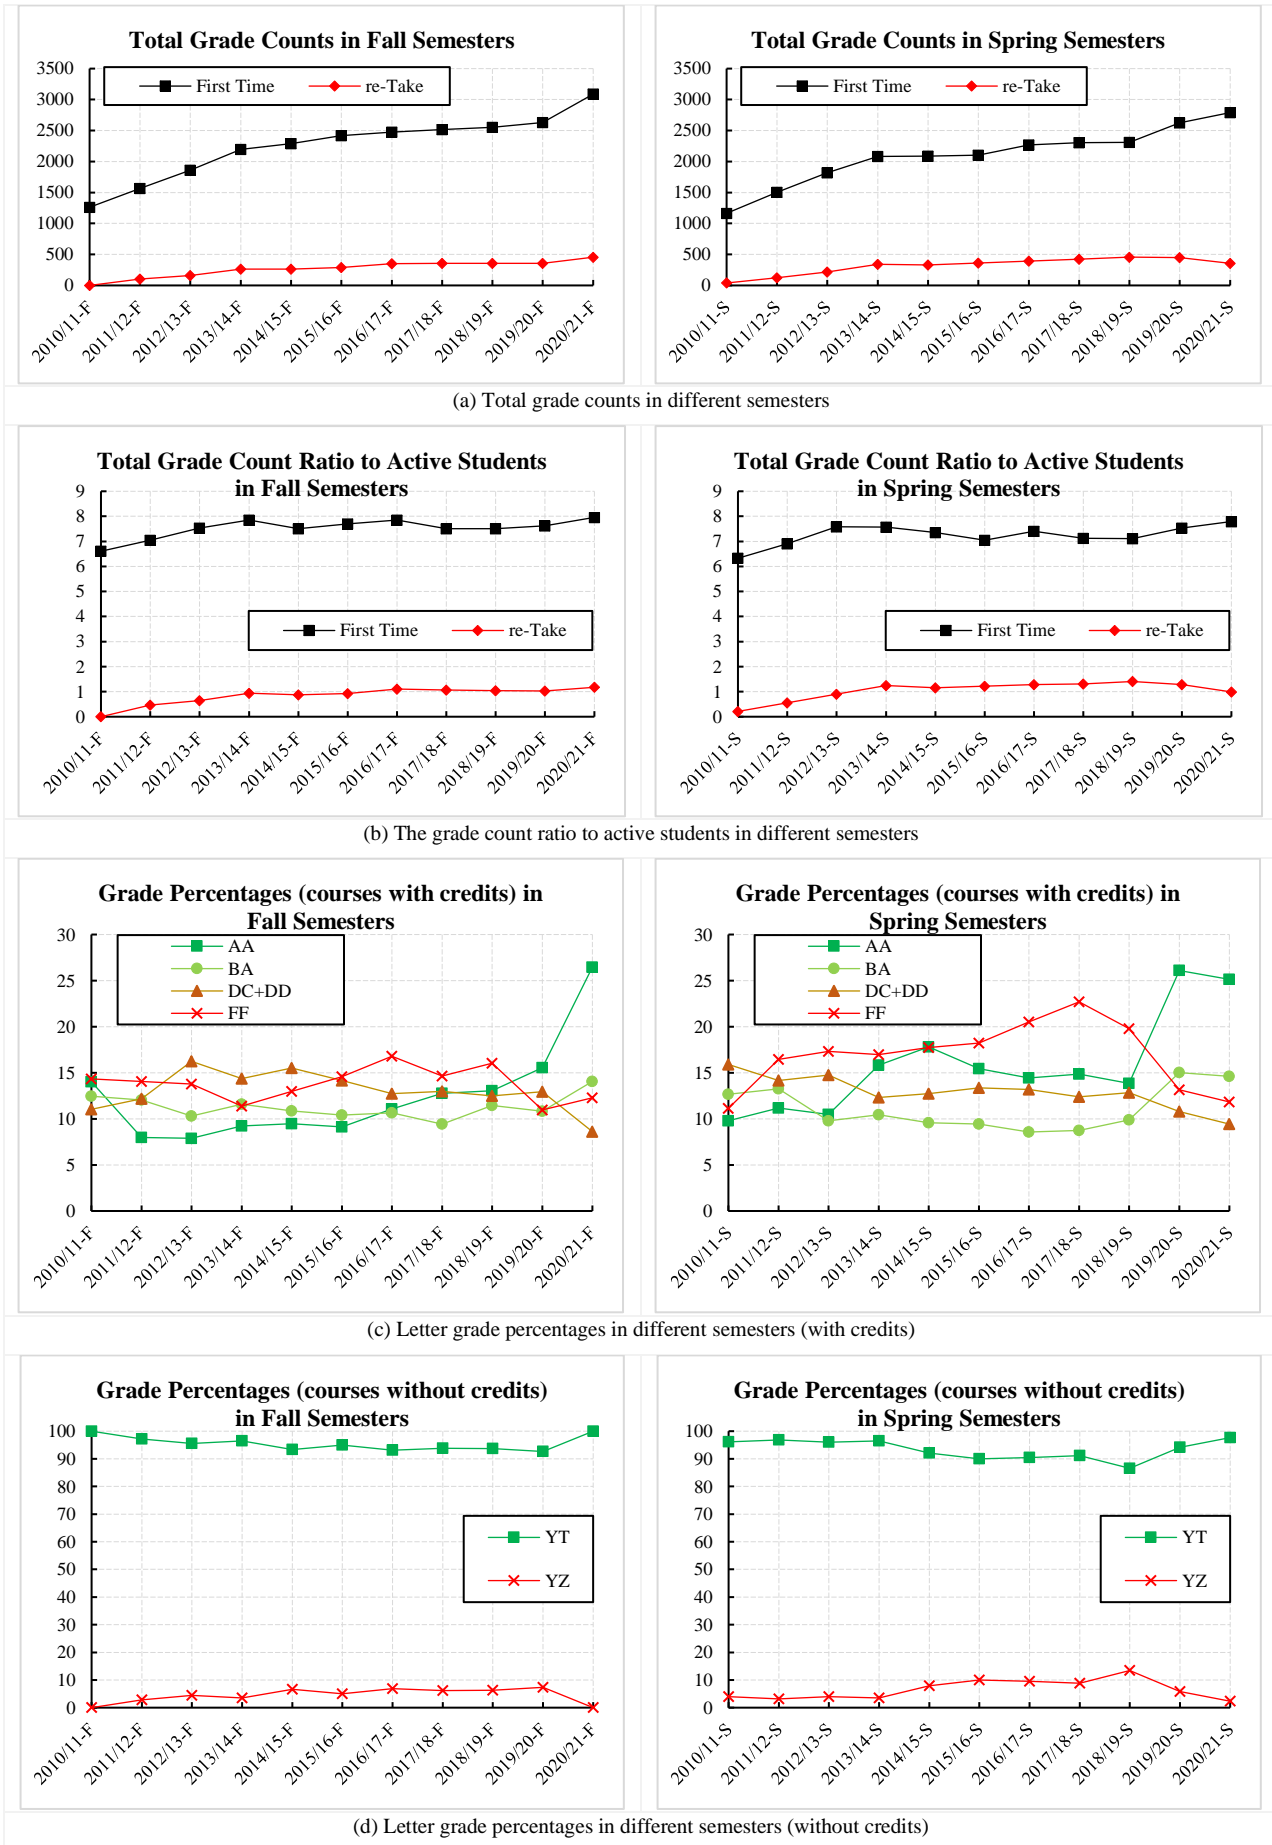 Total Grade Counts in Fall Semesters
3500
3000
2500
2000
1500
1000
500
0
First Time
re-Take
2010/11-F
2011/12-F
2012/13-F
2013/14-F
2014/15-F
2015/16-F
2016/17-F
2017/18-F
2018/19-F
2019/20-F
2020/21-F
Total Grade Counts in Spring Semesters
3500
3000
2500
2000
1500
1000
500
0
First Time
re-Take
2010/11-S
2011/12-S
2012/13-S
2013/14-S
2014/15-S
2015/16-S
2016/17-S
2017/18-S
2018/19-S
2019/20-S
2020/21-S
(a) Total grade counts in different semesters
Total Grade Count Ratio to Active Students
in Fall Semesters
9
8
7
6
5
4
3
2
1
0
First Time
re-Take
2010/11-F
2011/12-F
2012/13-F
2013/14-F
2014/15-F
2015/16-F
2016/17-F
2017/18-F
2018/19-F
2019/20-F
2020/21-F
Total Grade Count Ratio to Active Students
in Spring Semesters
9
8
7
6
5
4
3
2
1
0
First Time
re-Take
2010/11-S
2011/12-S
2012/13-S
2013/14-S
2014/15-S
2015/16-S
2016/17-S
2017/18-S
2018/19-S
2019/20-S
2020/21-S
(b) The grade count ratio to active students in different semesters
Grade Percentages (courses with credits) in
Fall Semesters
30
25
20
15
10
5
0
AA
BA
DC+DD
FF
2010/11-F
2011/12-F
2012/13-F
2013/14-F
2014/15-F
2015/16-F
2016/17-F
2017/18-F
2018/19-F
2019/20-F
2020/21-F
Grade Percentages (courses with credits) in
Spring Semesters
30
25
20
15
10
5
0
AA
BA
DC+DD
FF
2010/11-S
2011/12-S
2012/13-S
2013/14-S
2014/15-S
2015/16-S
2016/17-S
2017/18-S
2018/19-S
2019/20-S
2020/21-S
(c) Letter grade percentages in different semesters (with credits)
Grade Percentages (courses without credits)
in Fall Semesters
100
90
80
70
60
50
40
30
20
10
0
YT
YZ
2010/11-F
2011/12-F
2012/13-F
2013/14-F
2014/15-F
2015/16-F
2016/17-F
2017/18-F
2018/19-F
2019/20-F
2020/21-F
Grade Percentages (courses without credits)
in Spring Semesters
100
90
80
70
60
50
40
30
20
10
0
YT
YZ
2010/11-S
2011/12-S
2012/13-S
2013/14-S
2014/15-S
2015/16-S
2016/17-S
2017/18-S
2018/19-S
2019/20-S
2020/21-S
(d) Letter grade percentages in different semesters (without credits)